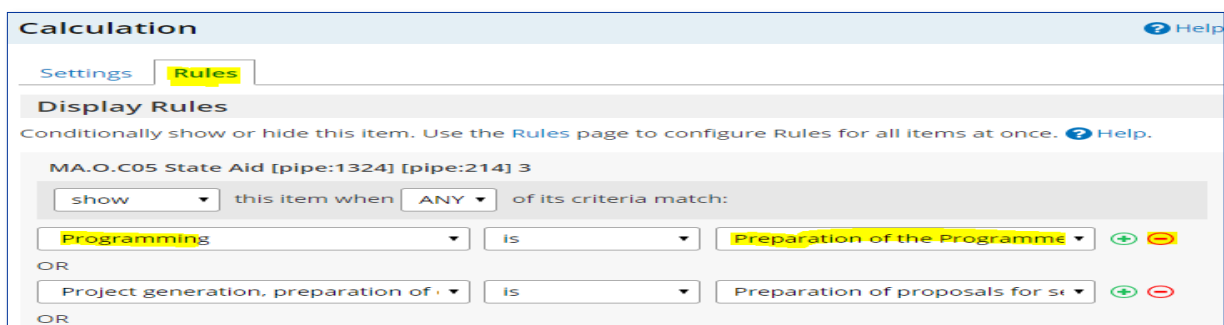 Calculation
Help
Settings Rules
Display Rules
Conditionally show or hide this item. Use the Rules page to configure Rules for all items at once. Help.
MA.O.C05 State Aid [pipe:1324] [pipe:214] 3
show this item when ANY of its criteria match:
Programming is Preparation of the Programme
OR
Project generation, preparation of is Preparation of proposals for
OR